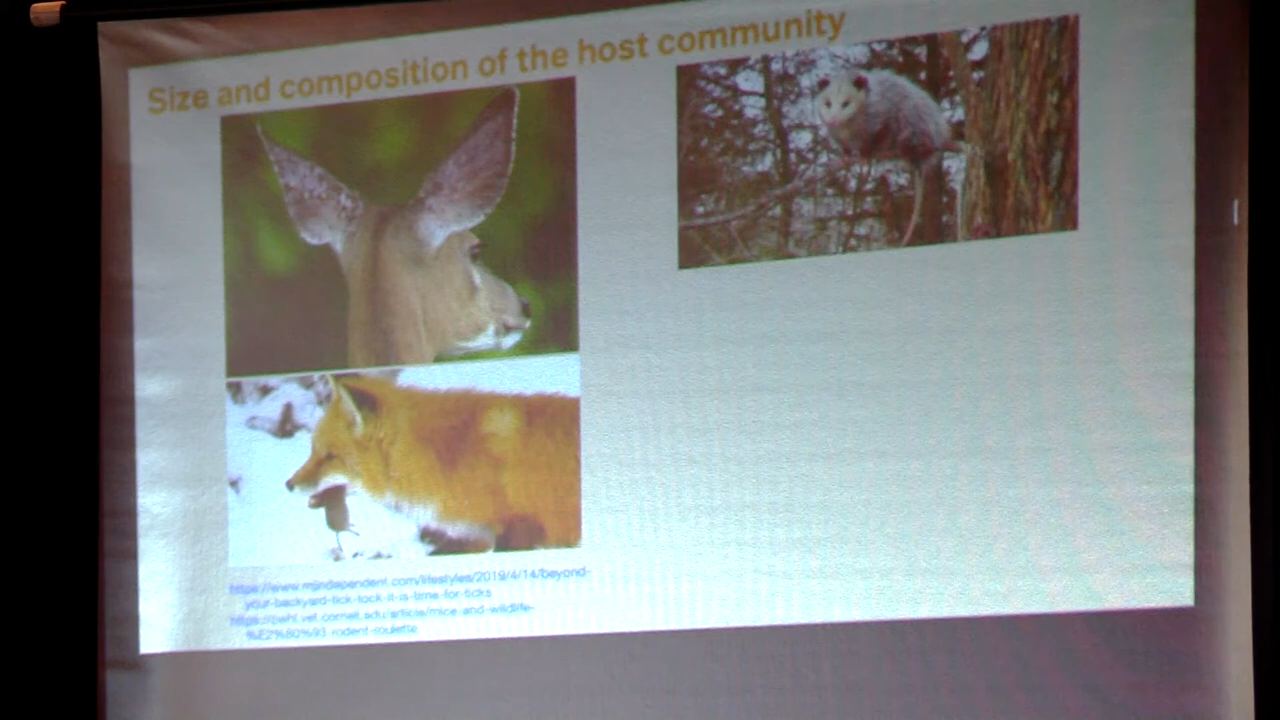 Size and composition of the host community
https://www.mjindependent.com/lifestyles/2019/4/14/beyond-
your-backyard-tick-tock-it-is-time-for-ticks
https://cwhl.vet.cornell.edu/article/mice-and-wildlife-
%E2%80%93-rodent-roulette